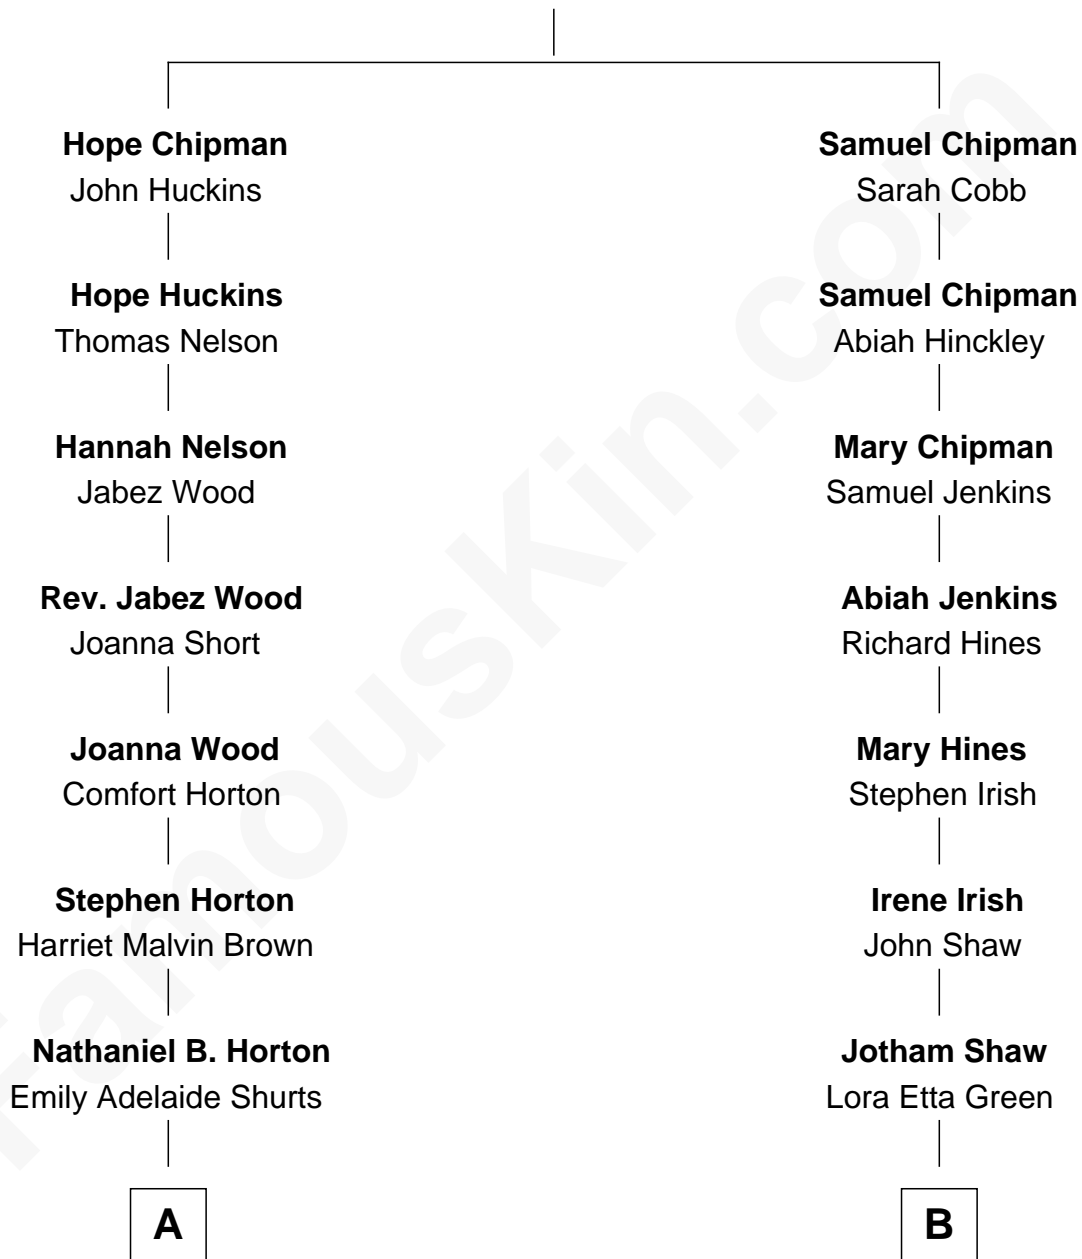 Hope Chipman
John Huckins
Hope Huckins
Thomas Nelson
Hannah Nelson
Jabez Wood
Rev. Jabez Wood
Joanna Short
Joanna Wood
Comfort Horton
Stephen Horton
Harriet Malvin Brown
Nathaniel B. Horton
Emily Adelaide Shurts
A
Samuel Chipman
Sarah Cobb
Samuel Chipman
Abiah Hinckley
Mary Chipman
Samuel Jenkins
Abiah Jenkins
Richard Hines
Mary Hines
Stephen Irish
Irene Irish
John Shaw
Jotham Shaw
Lora Etta Green
B
FamousKin.com